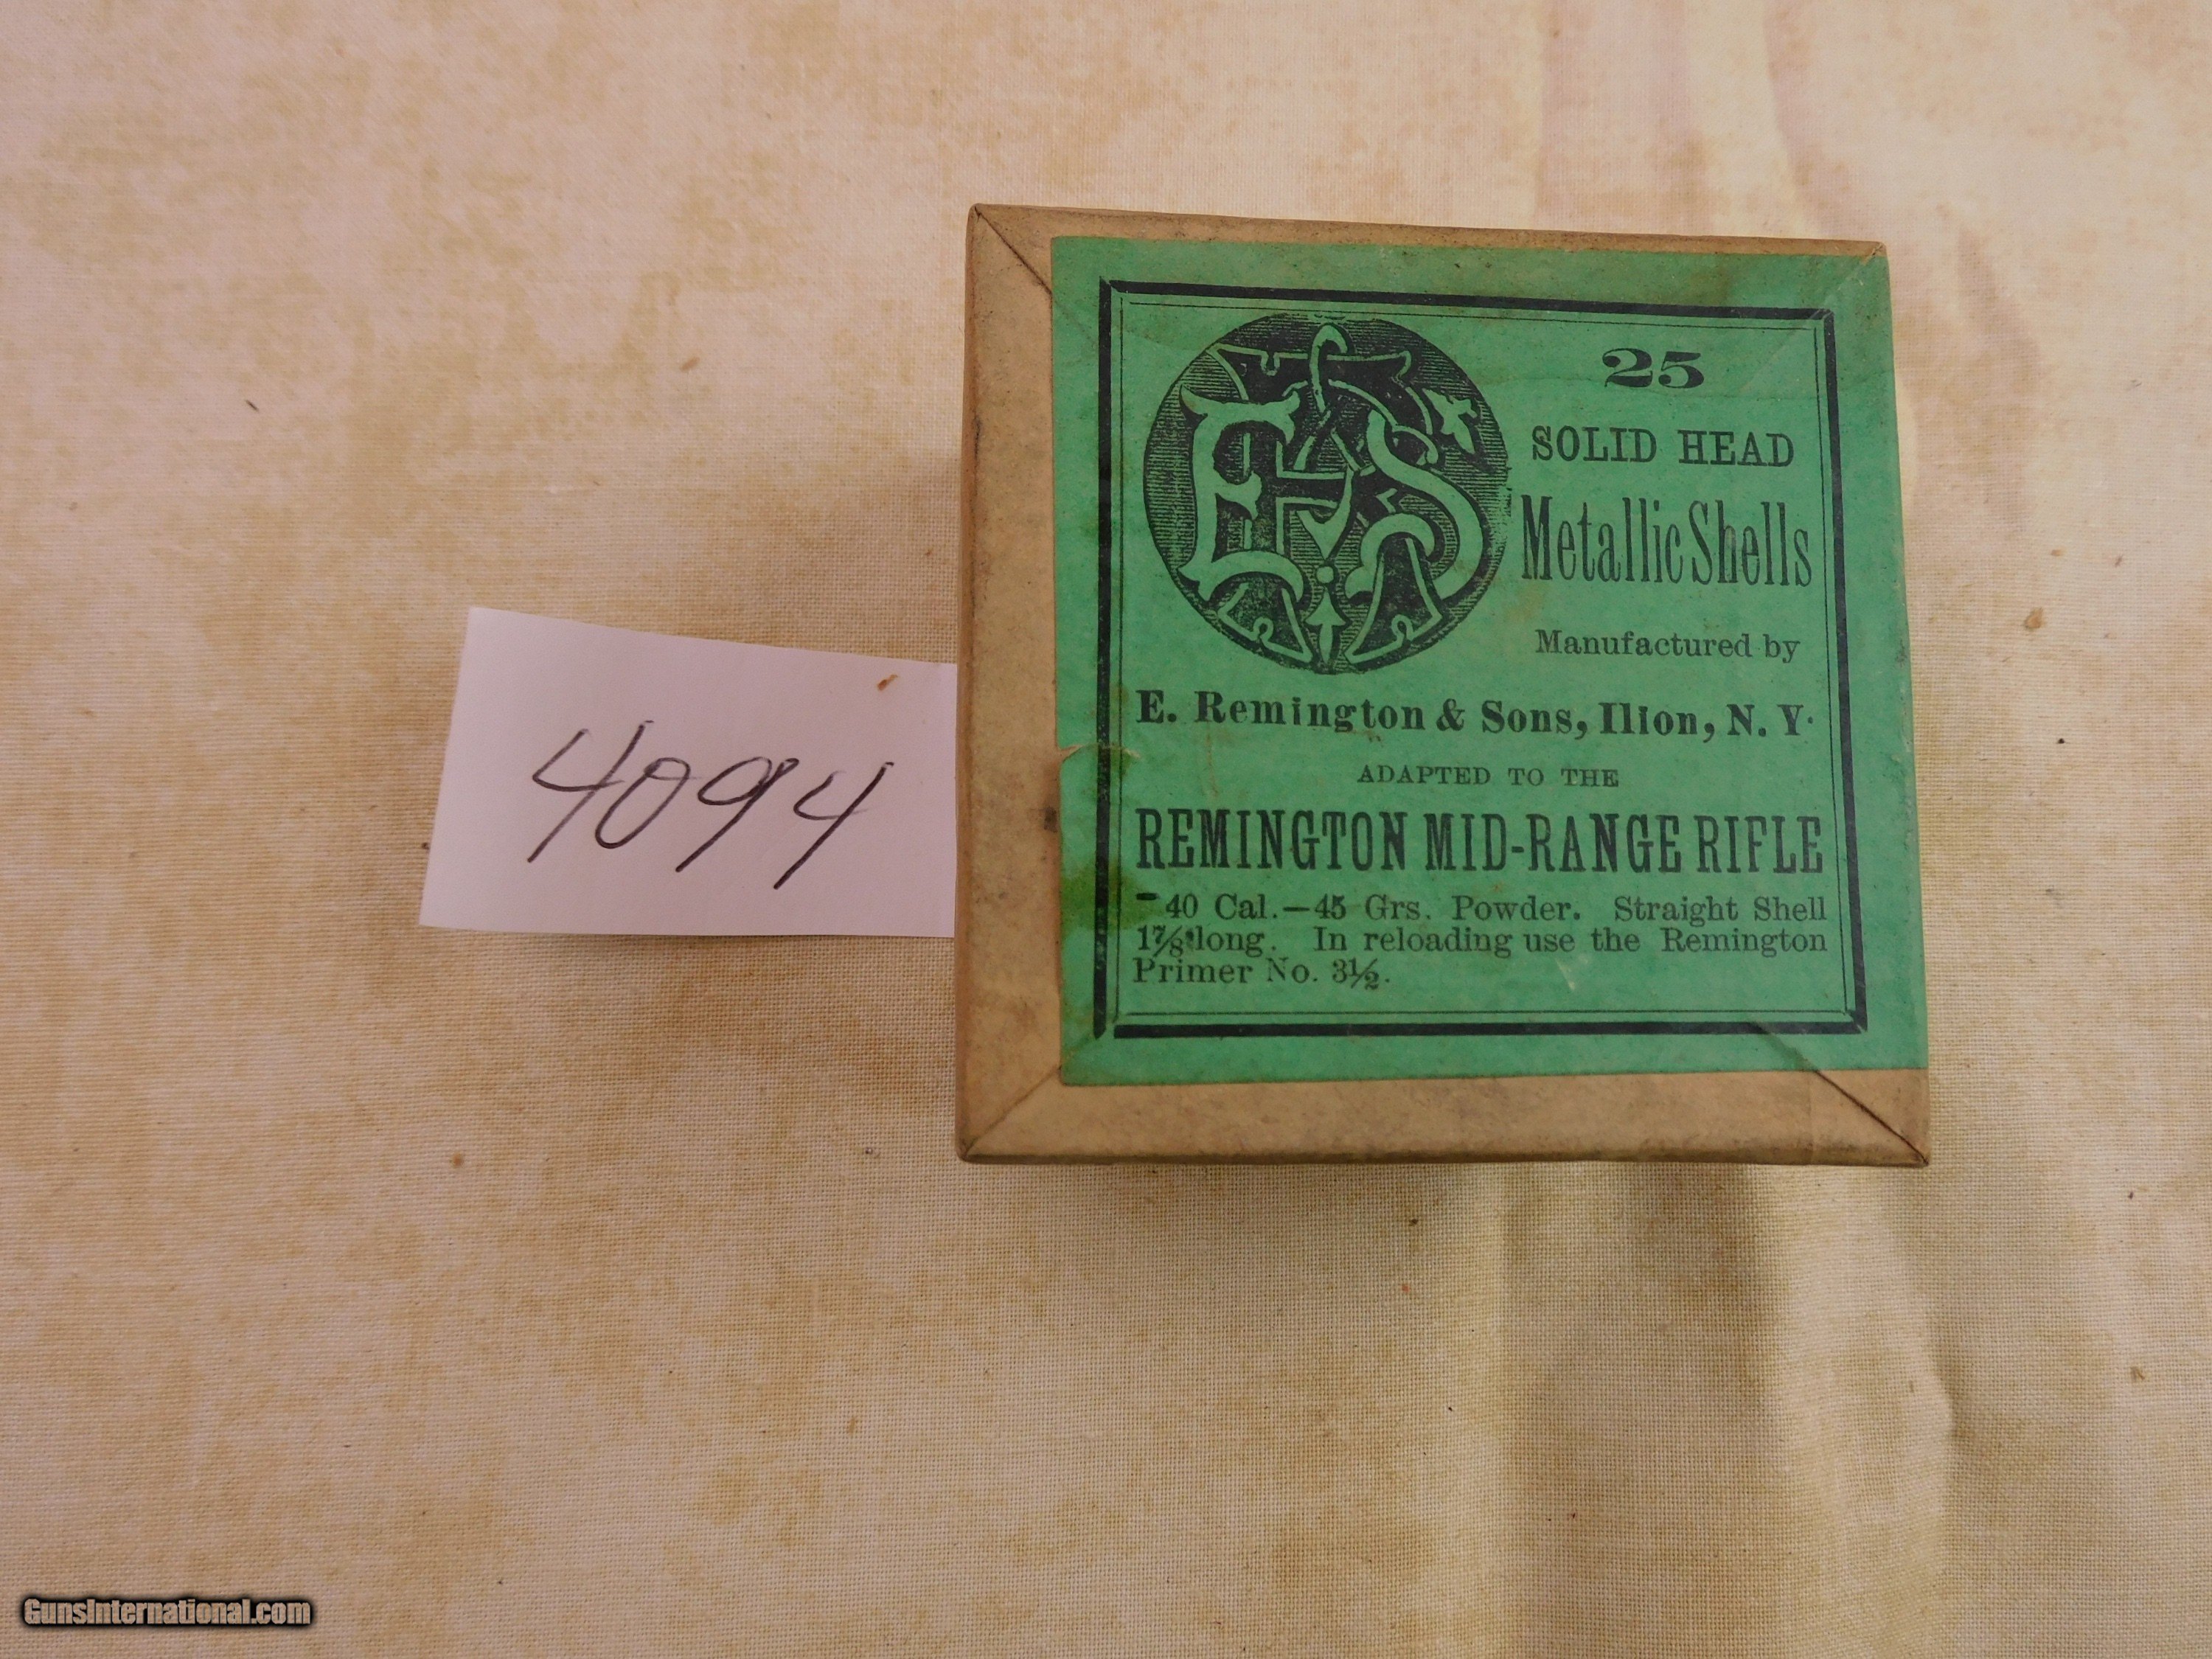 4094
25
SOLID HEAD
Metallic Shells
Manufactured by
E. Remington & Sons, Ilion, N. Y.
ADAPTED TO THE
REMINGTON MID-RANGE RIFLE
40 Cal.—45 Grs. Powder. Straight Shell
1⅞ long. In reloading use the Remington
Primer No. 3½.
GunsInternational.com